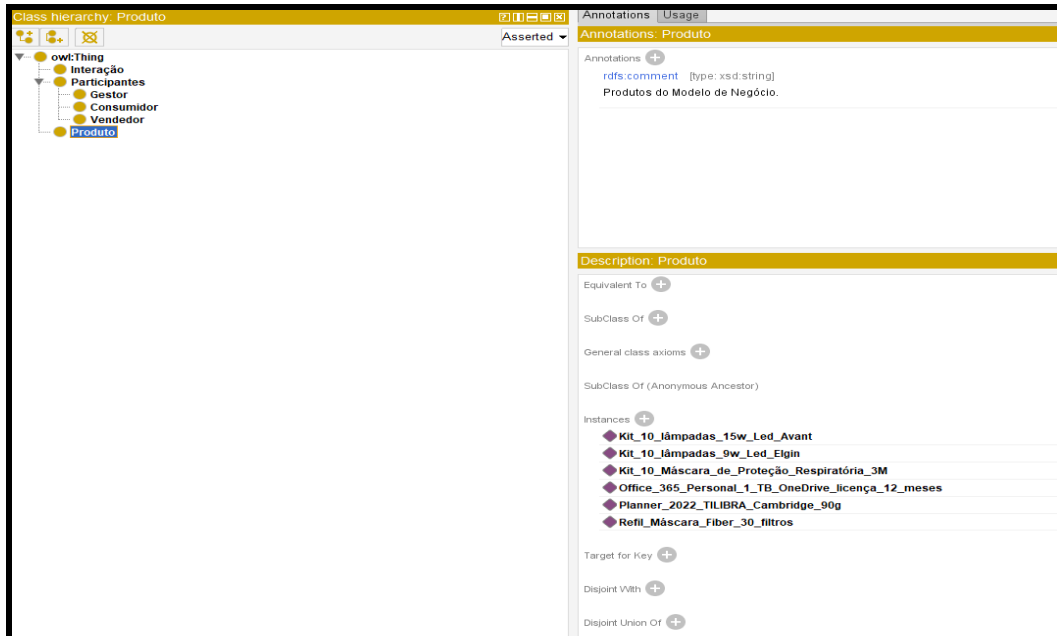 Class hierarchy: Produto
Asserted
owl:Thing
Interação
Participantes
Gestor
Consumidor
Vendedor
Produto
Annotations Usage
Annotations: Produto
Annotations
rdfs:comment [type: xsd:string]
Produtos do Modelo de Negócio.
Description: Produto
Equivalent To
SubClass Of
General class axioms
SubClass Of (Anonymous Ancestor)
Instances
Kit_10_lâmpadas_15w_Led_Avant
Kit_10_lâmpadas_9w_Led_Elgin
Kit_10_Máscara_de_Proteção_Respiratória_3M
Office_365_Personal_1_TB_OneDrive_licença_12_meses
Planner_2022_TILIBRA_Cambridge_90g
Refil_Máscara_Fiber_30_filtros
Target for Key
Disjoint With
Disjoint Union Of